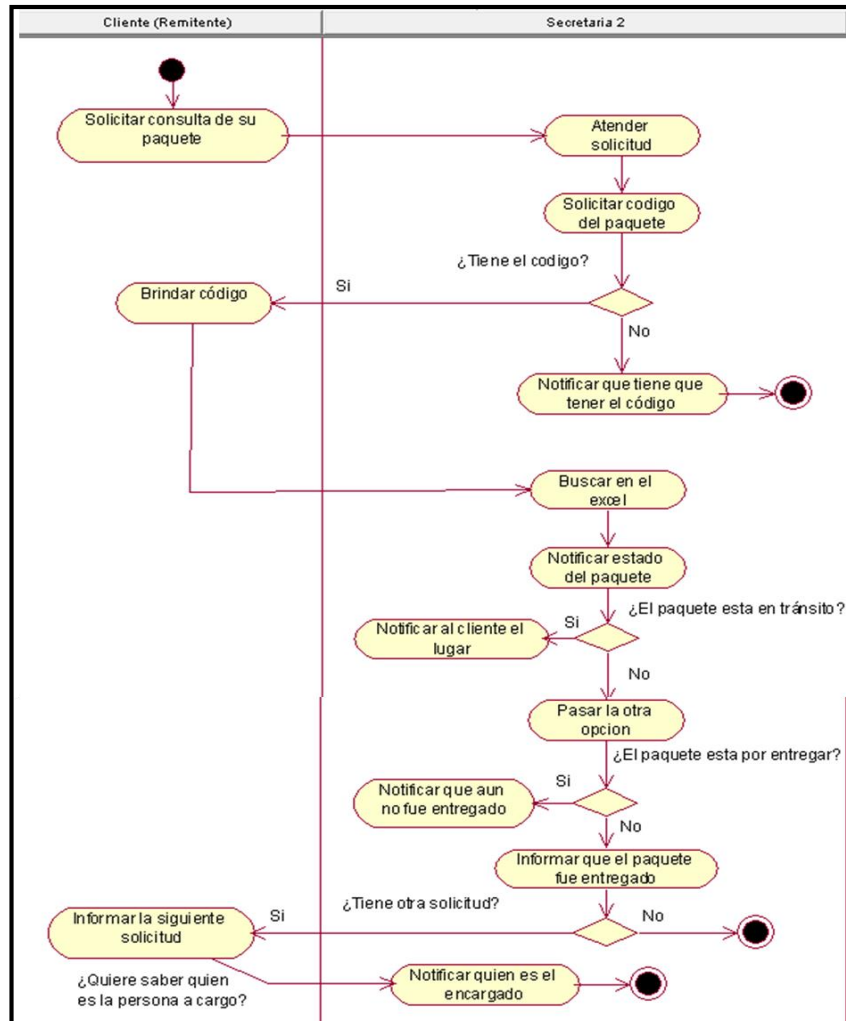 Cliente (Remitente)
Secretaria 2
Solicitar consulta de su
paquete
Atender
solicitud
Solicitar codigo
del paquete
¿Tiene el codigo?
Si
Brindar código
No
Notificar que tiene que
tener el código
Buscar en el
excel
Notificar estado
del paquete
¿El paquete esta en tránsito?
Si
Notificar al cliente el
lugar
No
Pasar la otra
opcion
¿El paquete esta por entregar?
Si
Notificar que aun
no fue entregado
No
Informar que el paquete
fue entregado
¿Tiene otra solicitud?
Si
No
Informar la siguiente
solicitud
¿Quiere saber quien
es la persona a cargo?
Notificar quien es el
encargado